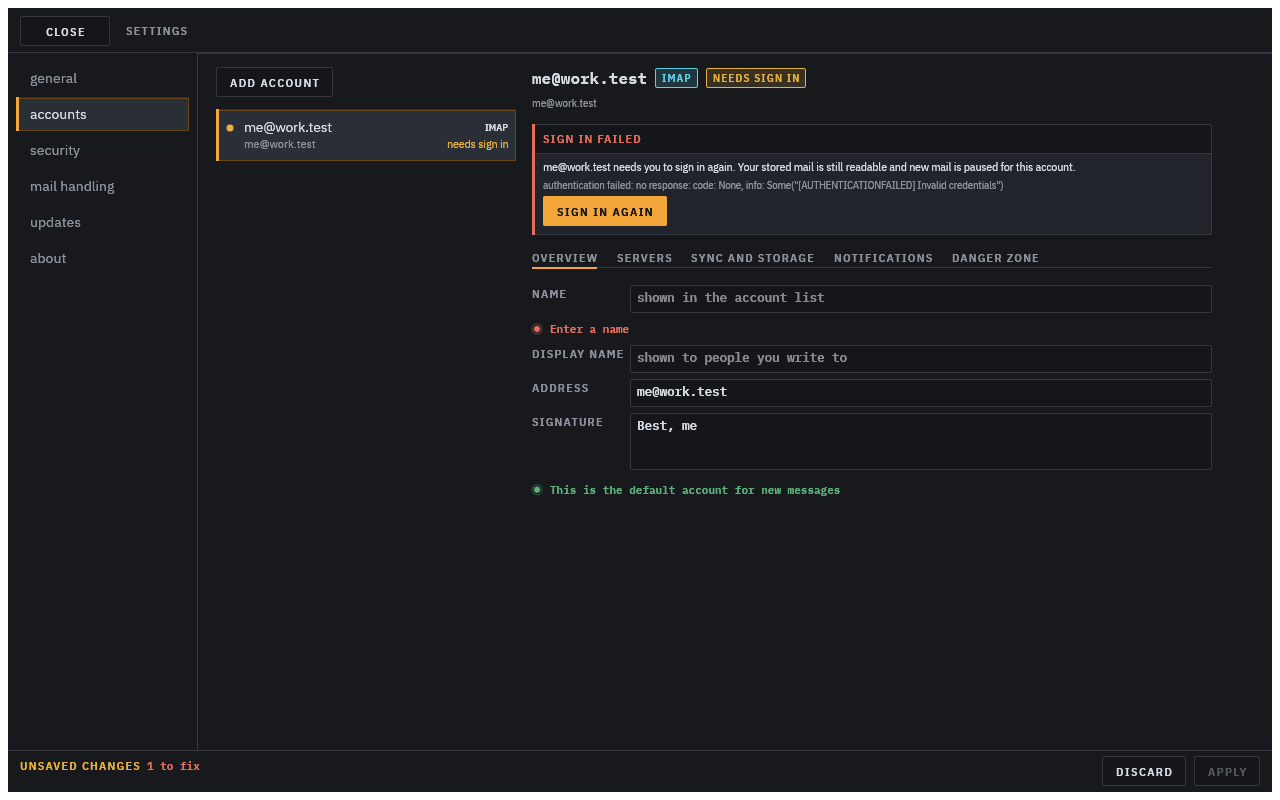 CLOSE SETTINGS
general
accounts
security
mail handling
updates
about
ADD ACCOUNT
me@work.test IMAP
me@work.test needs sign in
me@work.test IMAP NEEDS SIGN IN
me@work.test
SIGN IN FAILED
me@work.test needs you to sign in again. Your stored mail is still readable and new mail is paused for this account.
authentication failed: no response: code: None, info: Some("[AUTHENTICATIONFAILED] Invalid credentials")
SIGN IN AGAIN
OVERVIEW SERVERS SYNC AND STORAGE NOTIFICATIONS DANGER ZONE
NAME shown in the account list
Enter a name
DISPLAY NAME shown to people you write to
ADDRESS me@work.test
SIGNATURE Best, me
This is the default account for new messages
UNSAVED CHANGES 1 to fix
DISCARD APPLY